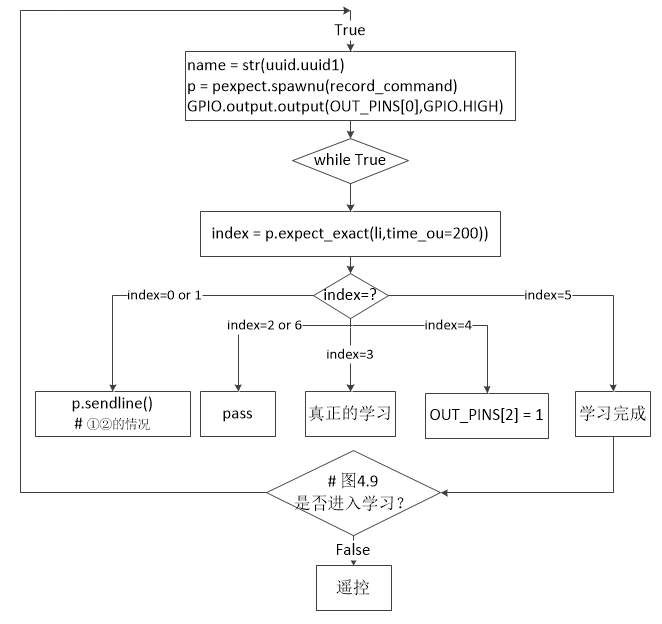 True
name = str(uuid.uuid1)
p = pexpect.spawnu(record_command)
GPIO.output.output(OUT_PINS[0],GPIO.HIGH)
while True
index = p.expect_exact(li,time_ou=200))
index=?
index=0 or 1
index=5
index=2 or 6
index=4
index=3
p.sendline()
# ①②的情况
pass
真正的学习
OUT_PINS[2] = 1
学习完成
# 图4.9
是否进入学习？
False
遥控